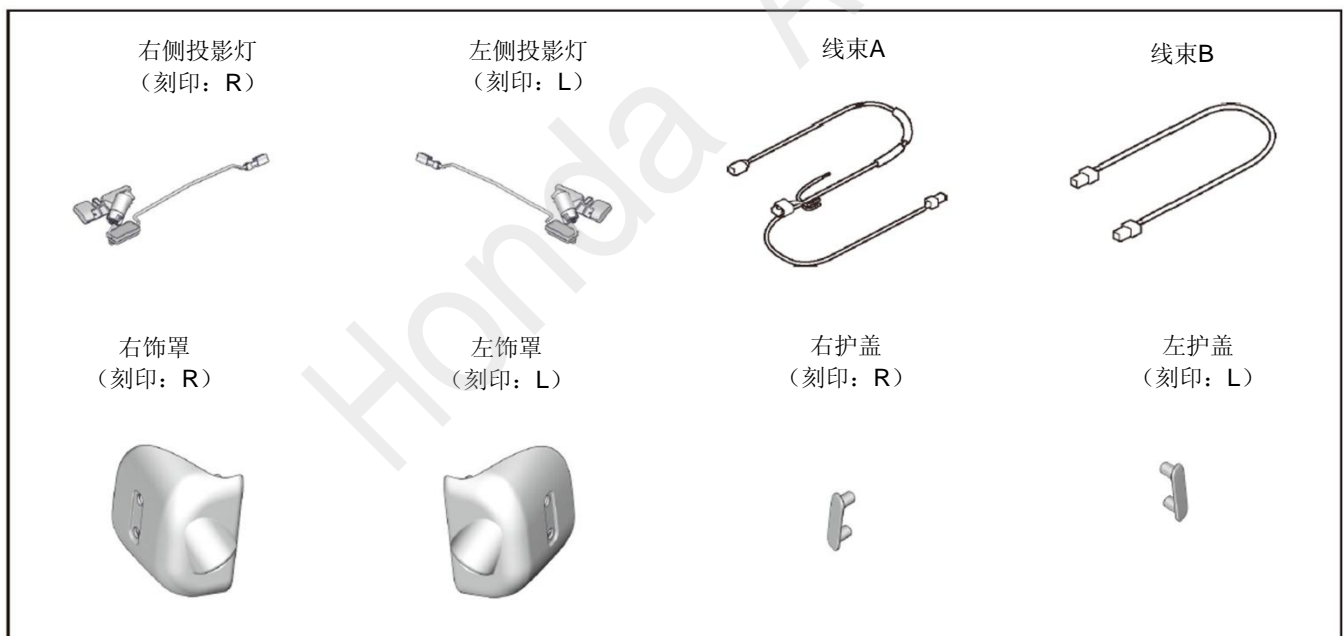 右侧投影灯
（刻印：R）
左侧投影灯
（刻印：L）
线束A
线束B
右饰罩
（刻印：R）
左饰罩
（刻印：L）
右护盖
（刻印：R）
左护盖
（刻印：L）
Honda A